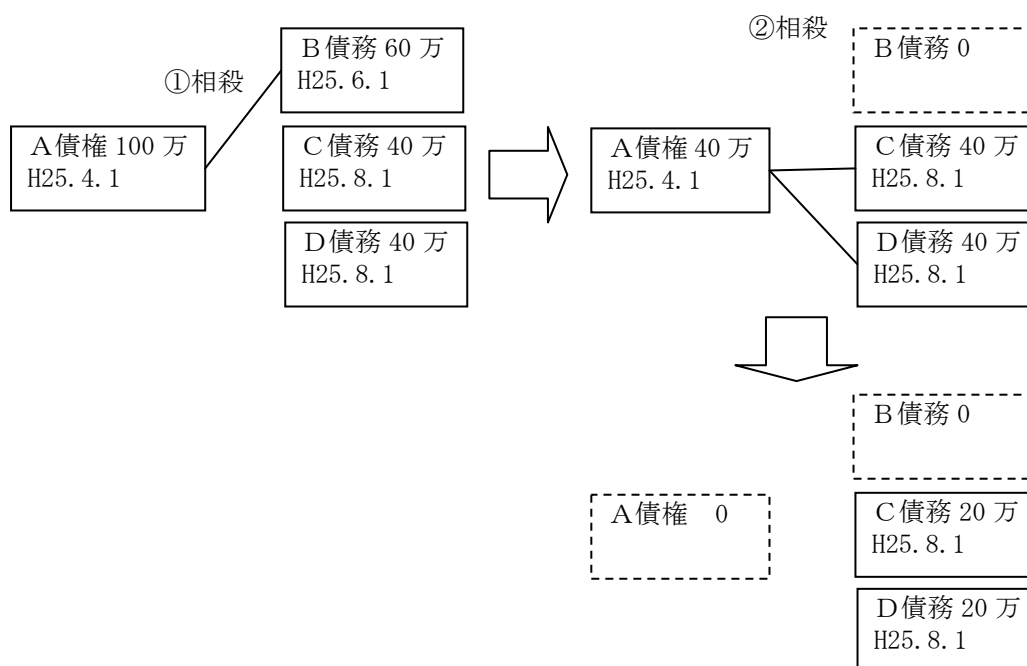 ①相殺
B債務 60 万
H25.6.1
A債権 100 万
H25.4.1
C債務 40 万
H25.8.1
D債務 40 万
H25.8.1
②相殺
B債務 0
A債権 40 万
H25.4.1
C債務 40 万
H25.8.1
D債務 40 万
H25.8.1
B債務 0
A債権 0
C債務 20 万
H25.8.1
D債務 20 万
H25.8.1